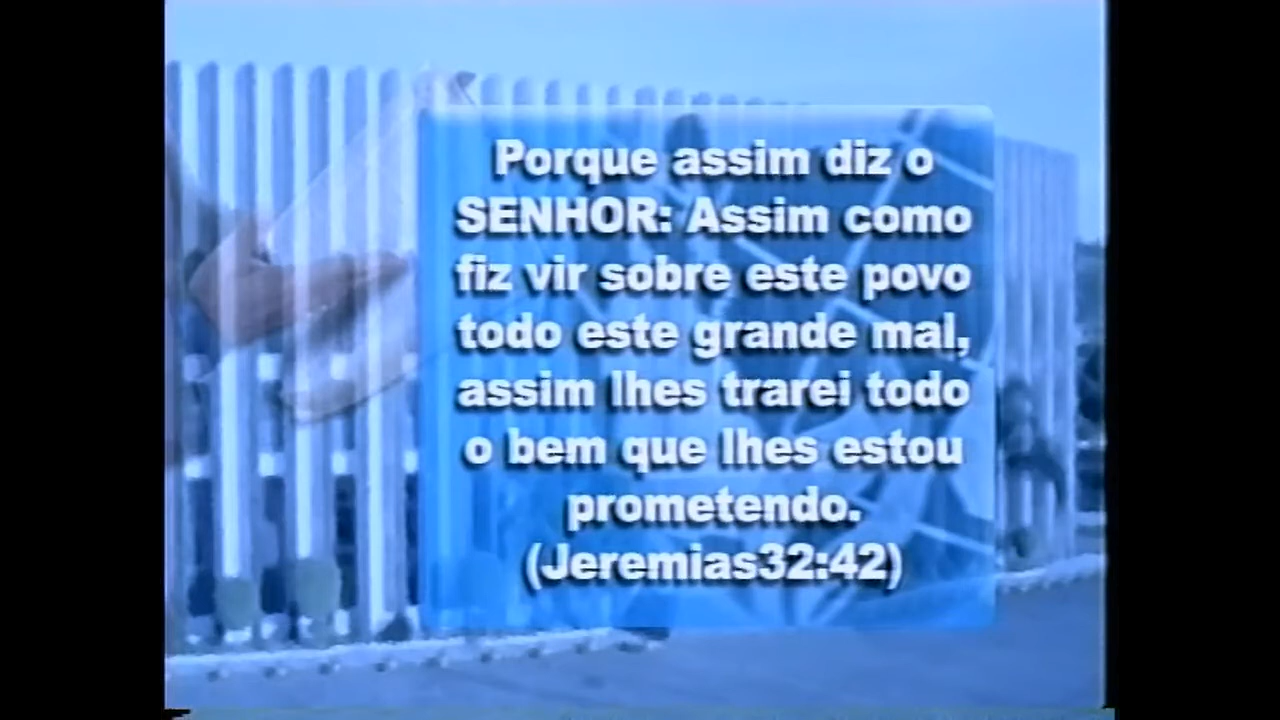 Porque assim diz o
SENHOR: Assim como
fiz vir sobre este povo
todo este grande mal,
assim lhes trarei todo
o bem que lhes estou
prometendo.
(Jeremias32:42)